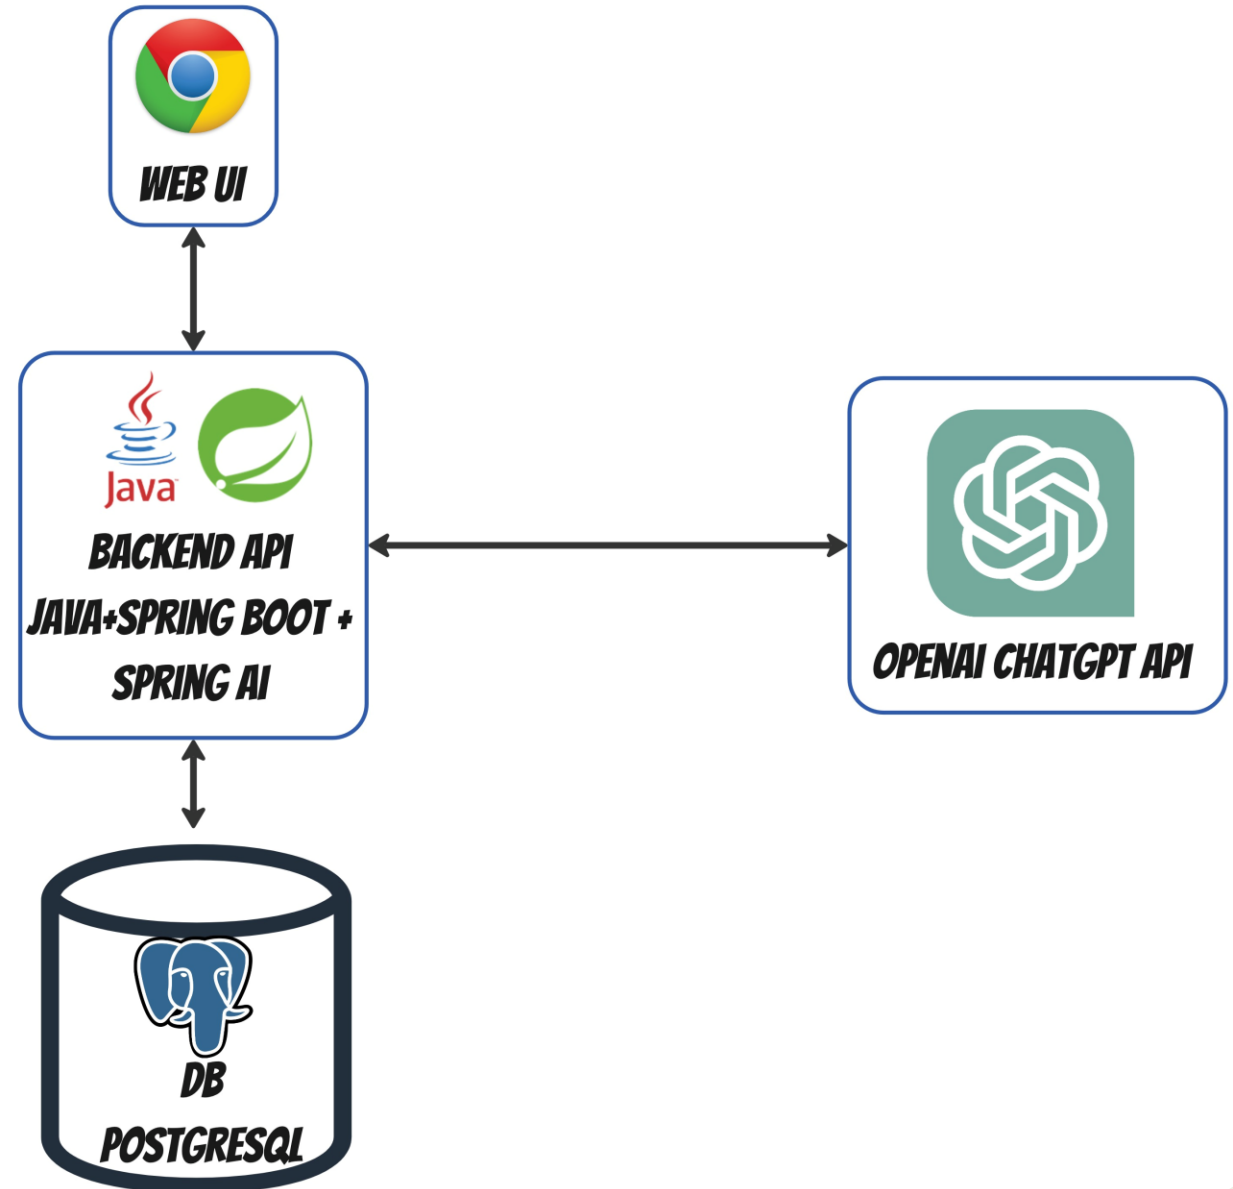 WEB UI
Java
BACKEND API
JAVA+SPRING BOOT +
SPRING AI
OPENAI CHATGPT API
DB
POSTGRESQL